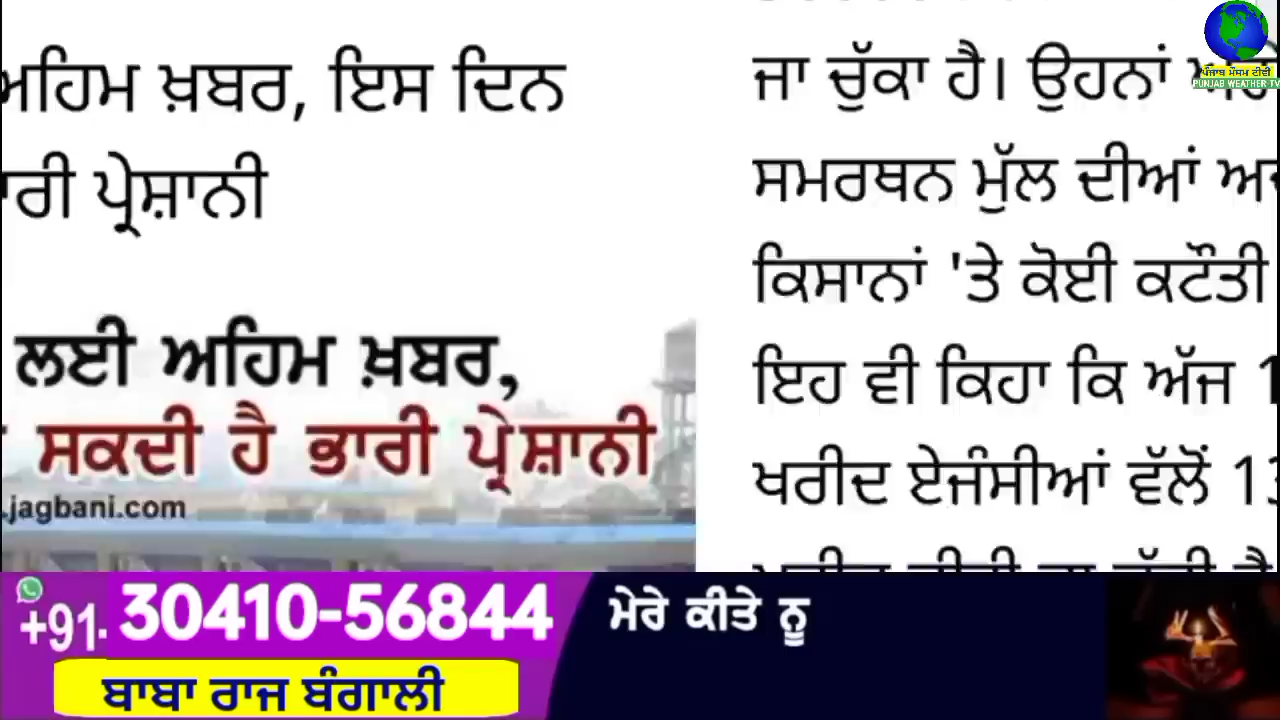 ਅਹਿਮ ਖ਼ਬਰ, ਇਸ ਦਿਨ
ਪ੍ਰੇਸ਼ਾਨੀ
ਲਈ ਅਹਿਮ ਖ਼ਬਰ,
ਸਕਦੀ ਹੈ ਭਾਰੀ ਪ੍ਰੇਸ਼ਾਨੀ
.jagbani.com
ਜਾ ਚੁੱਕਾ ਹੈ। ਉਹਨਾਂ
ਸਮਰਥਨ ਮੁੱਲ ਦੀਆਂ
ਕਿਸਾਨਾਂ 'ਤੇ ਕੋਈ ਕਟੌਤੀ
ਇਹ ਵੀ ਕਿਹਾ ਕਿ ਅੱਜ
ਖਰੀਦ ਏਜੰਸੀਆਂ ਵੱਲੋਂ
ਪੰਜਾਬ ਮੌਸਮ ਟੀਵੀ
PUNJAB WEATHER TV
+91- 30410-56844
ਬਾਬਾ ਰਾਜ ਬੰਗਾਲੀ
ਮੇਰੇ ਕੀਤੇ ਨੂ